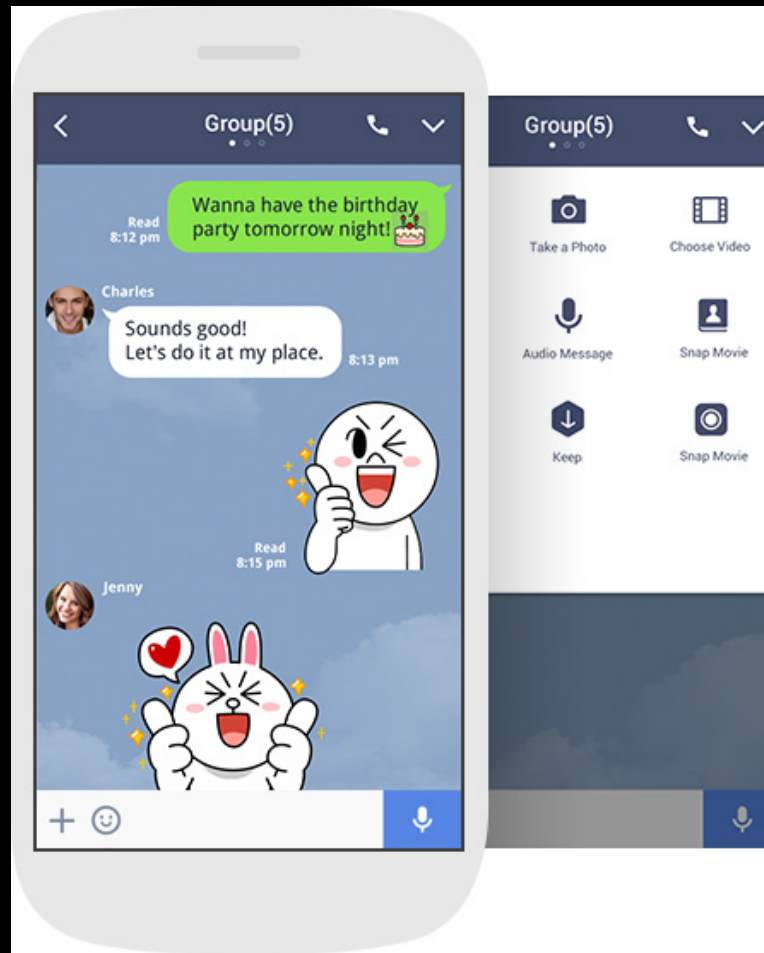 Group(5)
Wanna have the birthday
party tomorrow night!
Read
8:12 pm
Charles
Sounds good!
Let's do it at my place.
8:13 pm
Read
8:15 pm
Jenny
Group(5)
Take a Photo
Choose Video
Audio Message
Snap Movie
Keep
Snap Movie